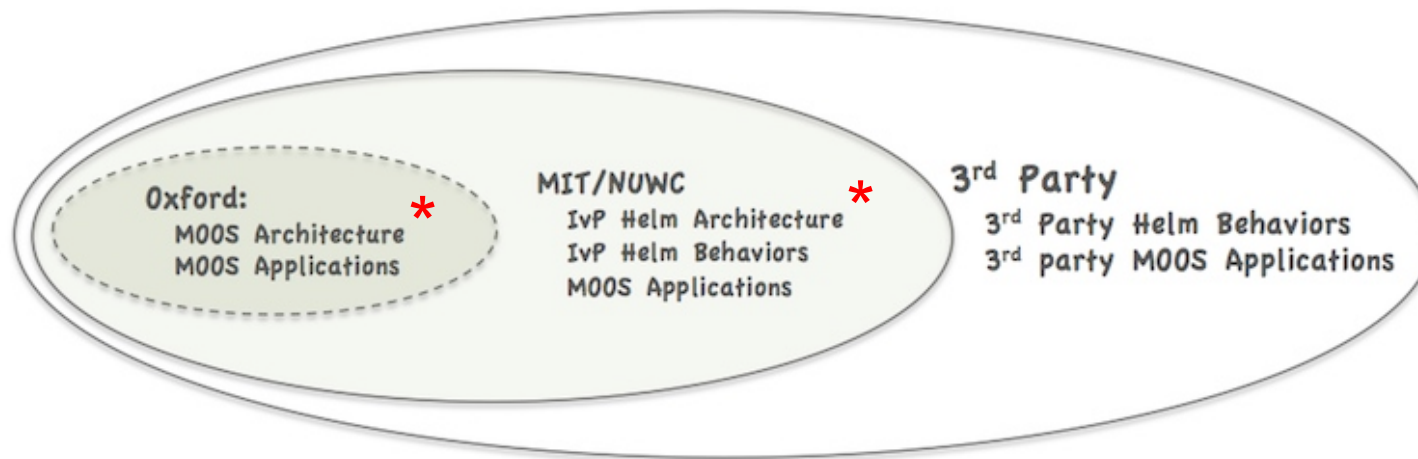 Oxford:
MOOS Architecture *
MOOS Applications
MIT/NUWC
IvP Helm Architecture *
IvP Helm Behaviors
MOOS Applications
3rd Party
3rd Party Helm Behaviors
3rd party MOOS Applications